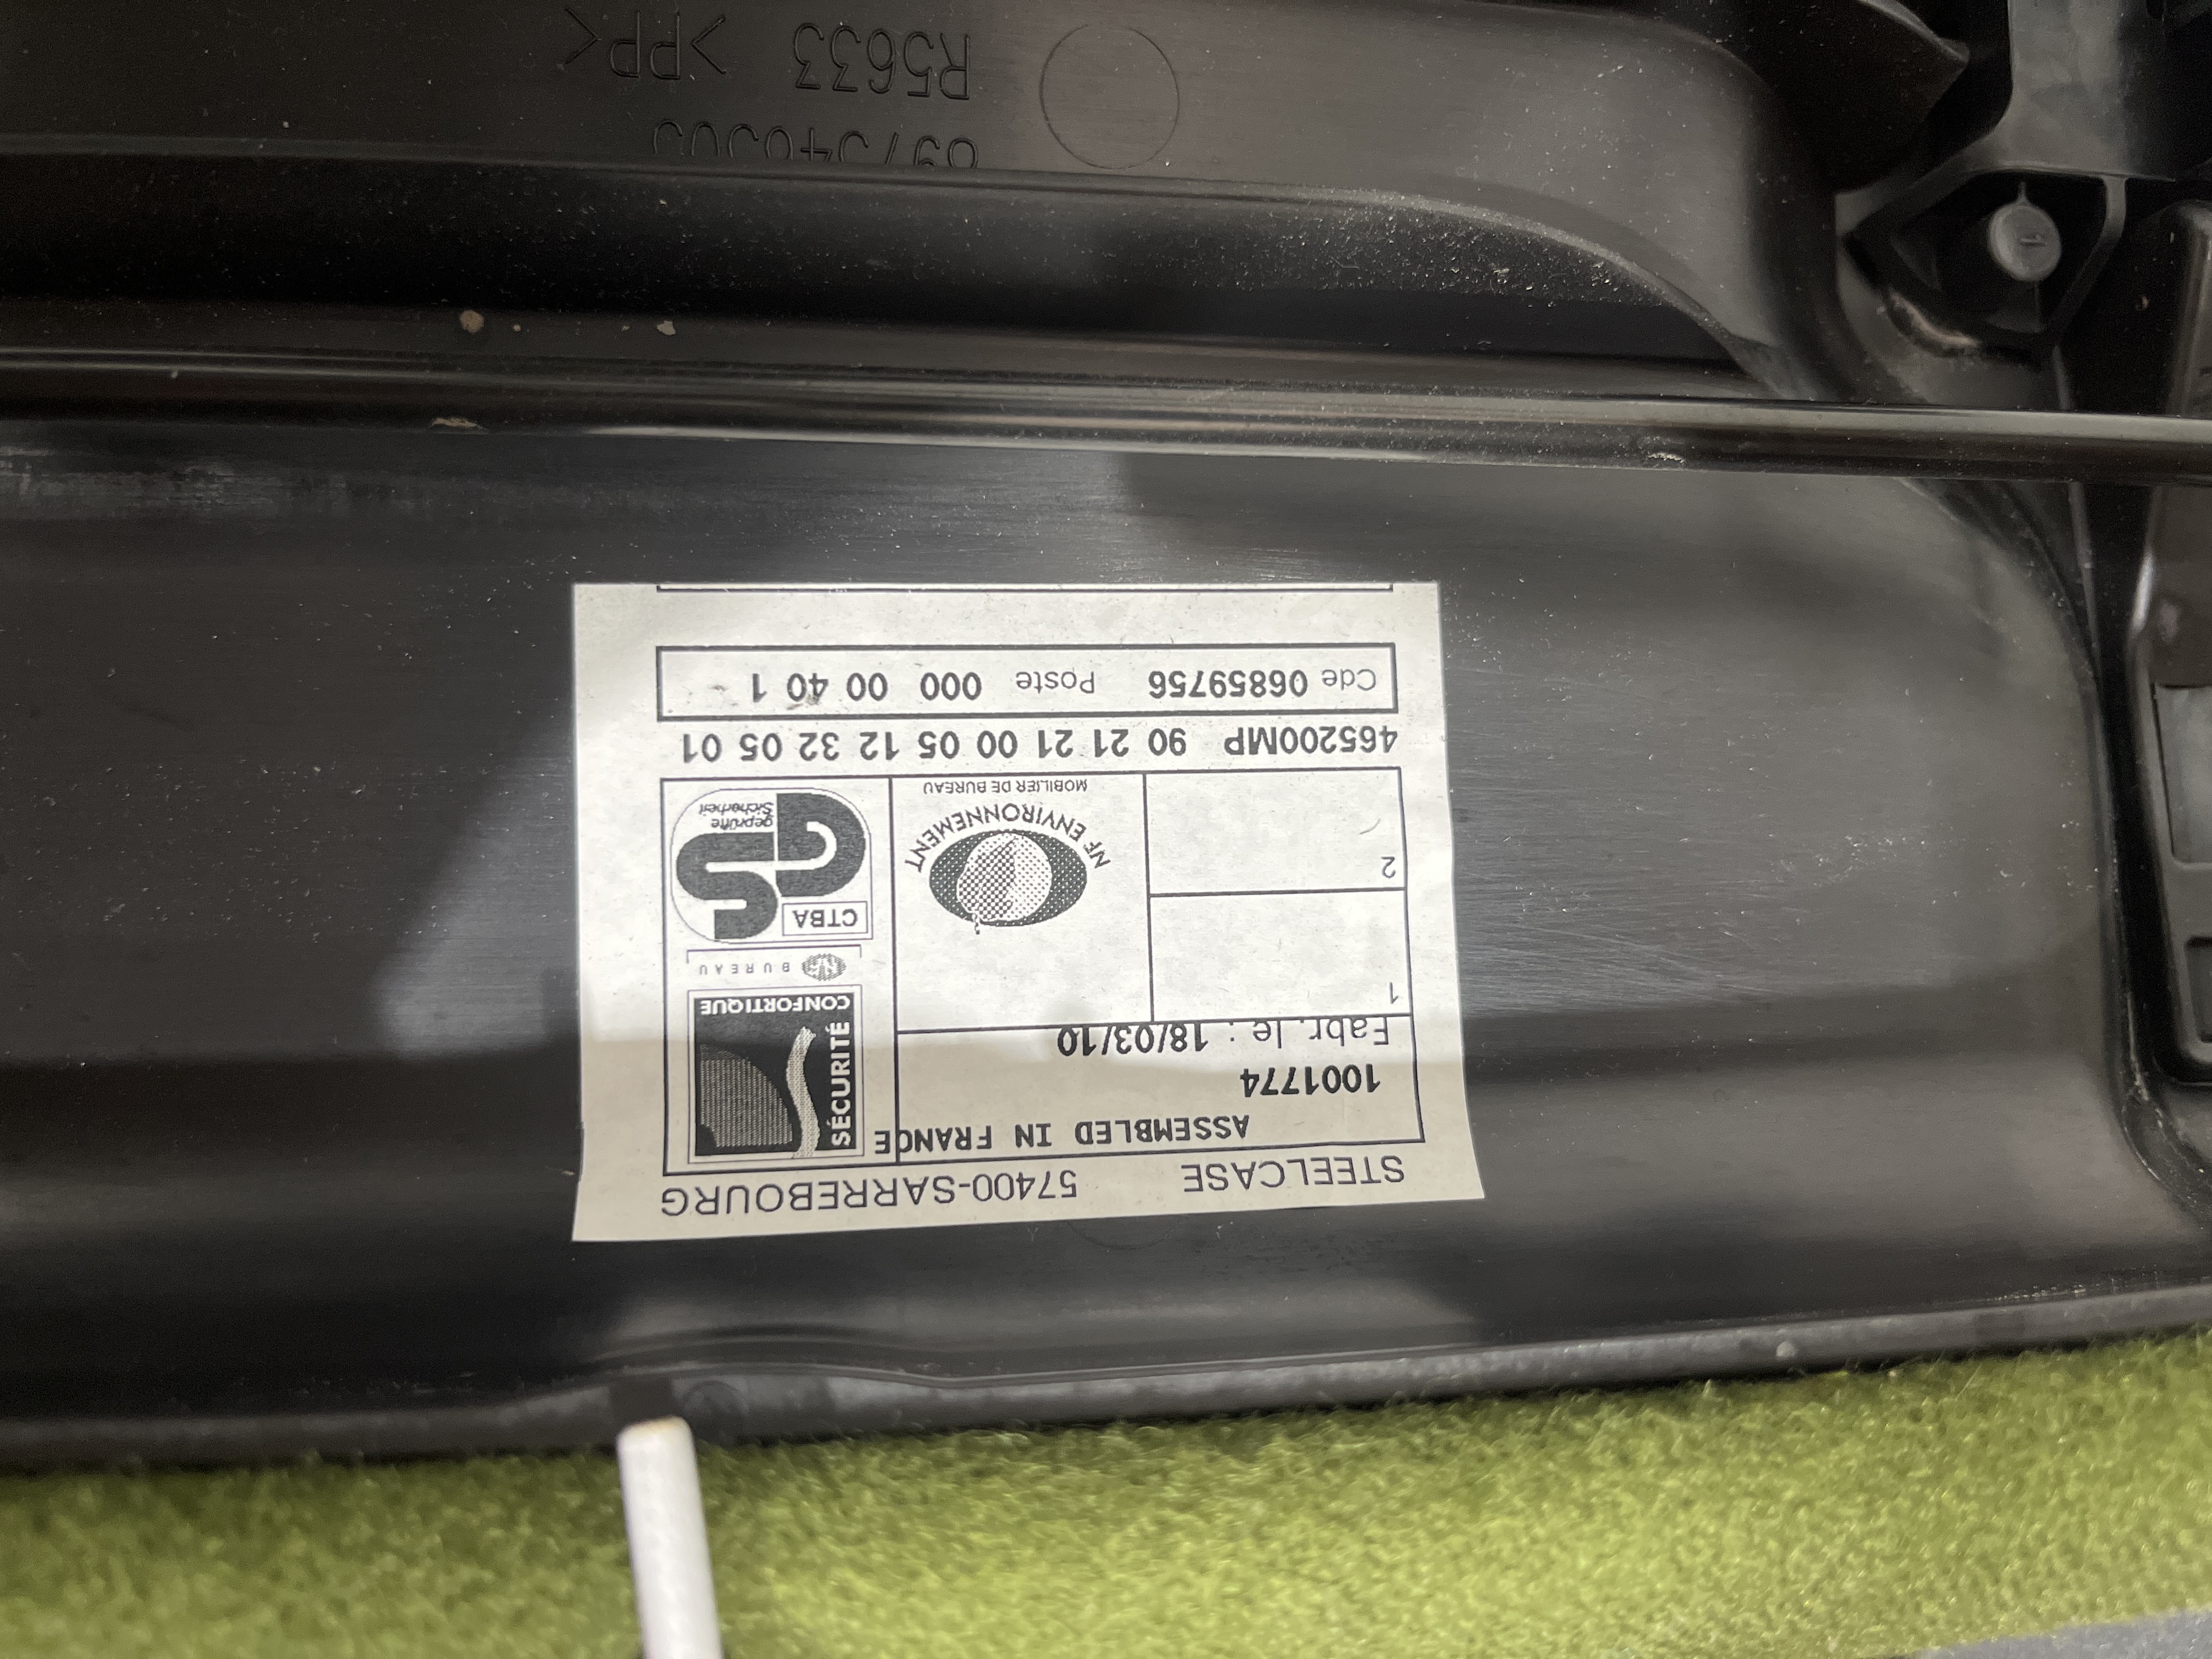 STEELCASE 57400-SARREBOURG
ASSEMBLED IN FRANCE
1001774
Fabr. le : 18/03/10
1
2
NF ENVIRONNEMENT
MOBILIER DE BUREAU
SÉCURITÉ
CONFORTIQUE
NF BUREAU
CTBA
GS
geprüfte
Sicherheit
465200MP 90 21 21 00 05 12 32 05 01
Cde 06859756 Poste 000 00 40 1
R5633 >PP<